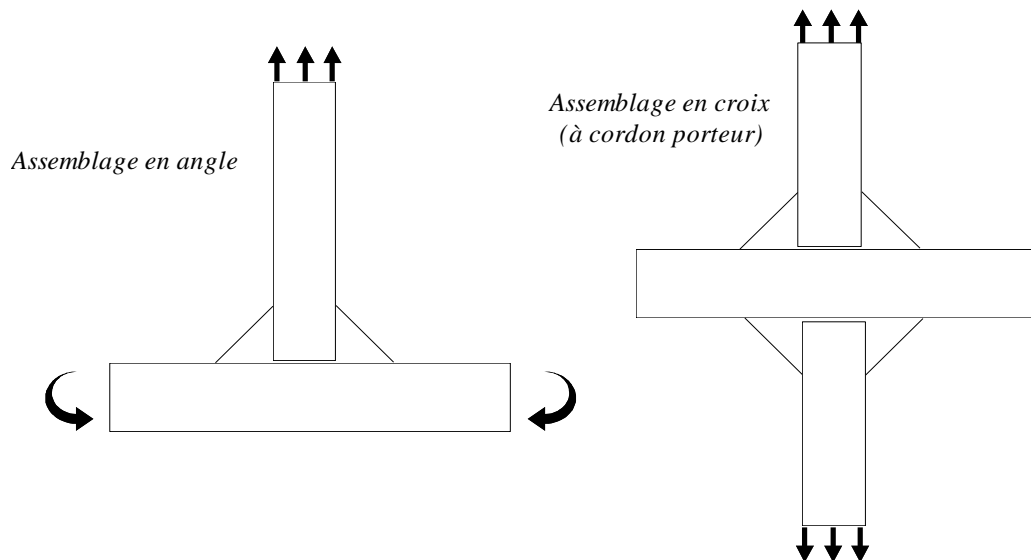 Assemblage en angle
Assemblage en croix
(à cordon porteur)